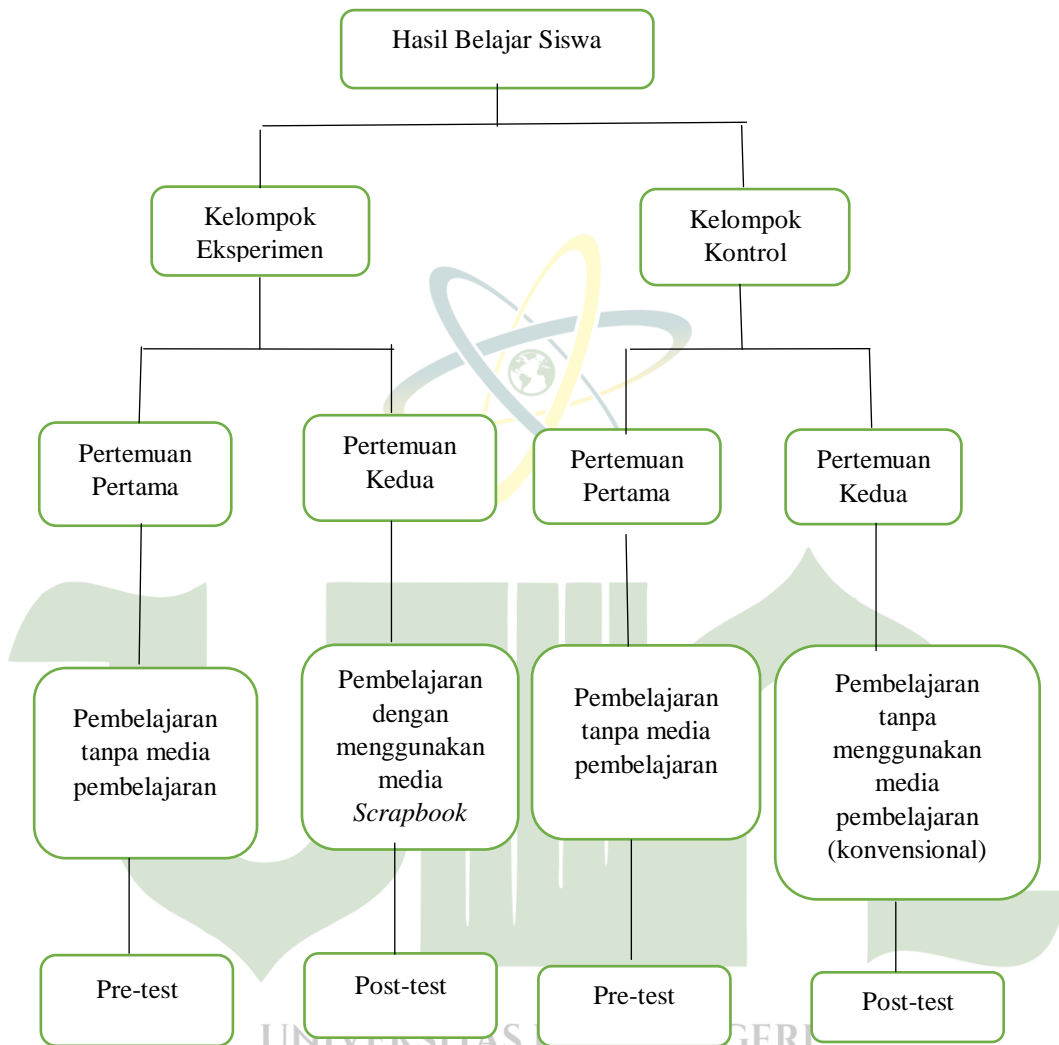 Hasil Belajar Siswa
Kelompok
Eksperimen
Kelompok
Kontrol
Pertemuan
Pertama
Pertemuan
Kedua
Pertemuan
Pertama
Pertemuan
Kedua
Pembelajaran
tanpa media
pembelajaran
Pembelajaran
dengan
menggunakan
media
Scrapbook
Pembelajaran
tanpa media
pembelajaran
Pembelajaran
tanpa
menggunakan
media
pembelajaran
(konvensional)
Pre-test
Post-test
Pre-test
Post-test